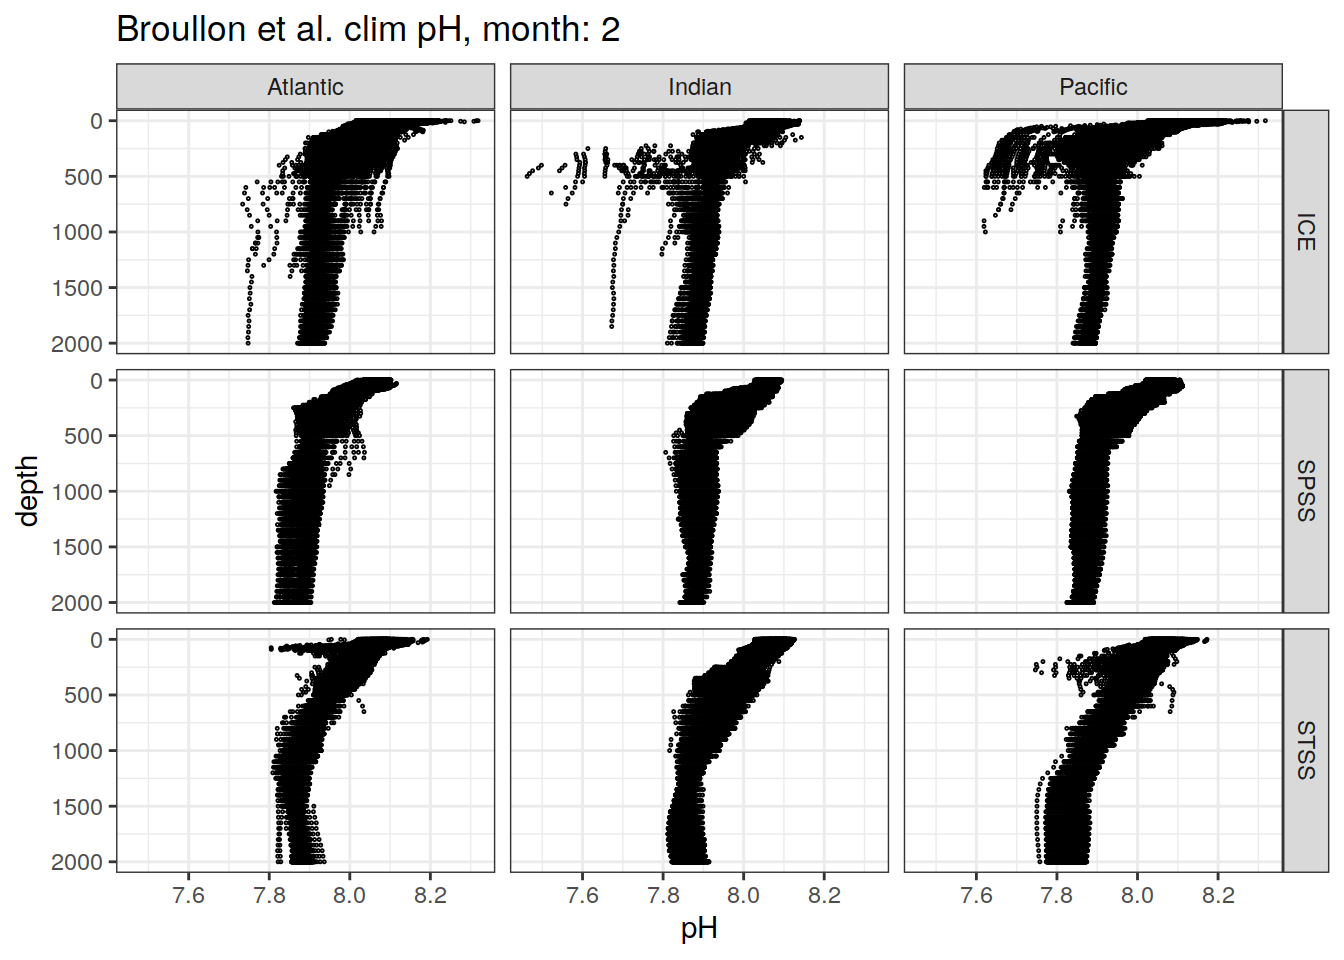 Broullon et al. clim pH, month: 2
Atlantic
Indian
Pacific
0
500
1000
1500
2000
ICE
0
500
1000
1500
2000
SPSS
0
500
1000
1500
2000
STSS
depth
7.6 7.8 8.0 8.2
7.6 7.8 8.0 8.2
7.6 7.8 8.0 8.2
pH